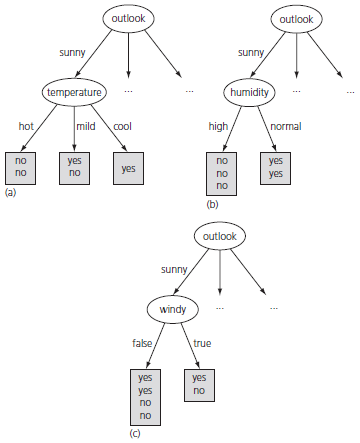 outlook
sunny
temperature
...
...
hot
mild
cool
no
no
yes
no
yes
(a)
outlook
sunny
humidity
...
...
high
normal
no
no
no
yes
yes
(b)
outlook
sunny
windy
...
...
false
true
yes
yes
no
no
yes
no
(c)